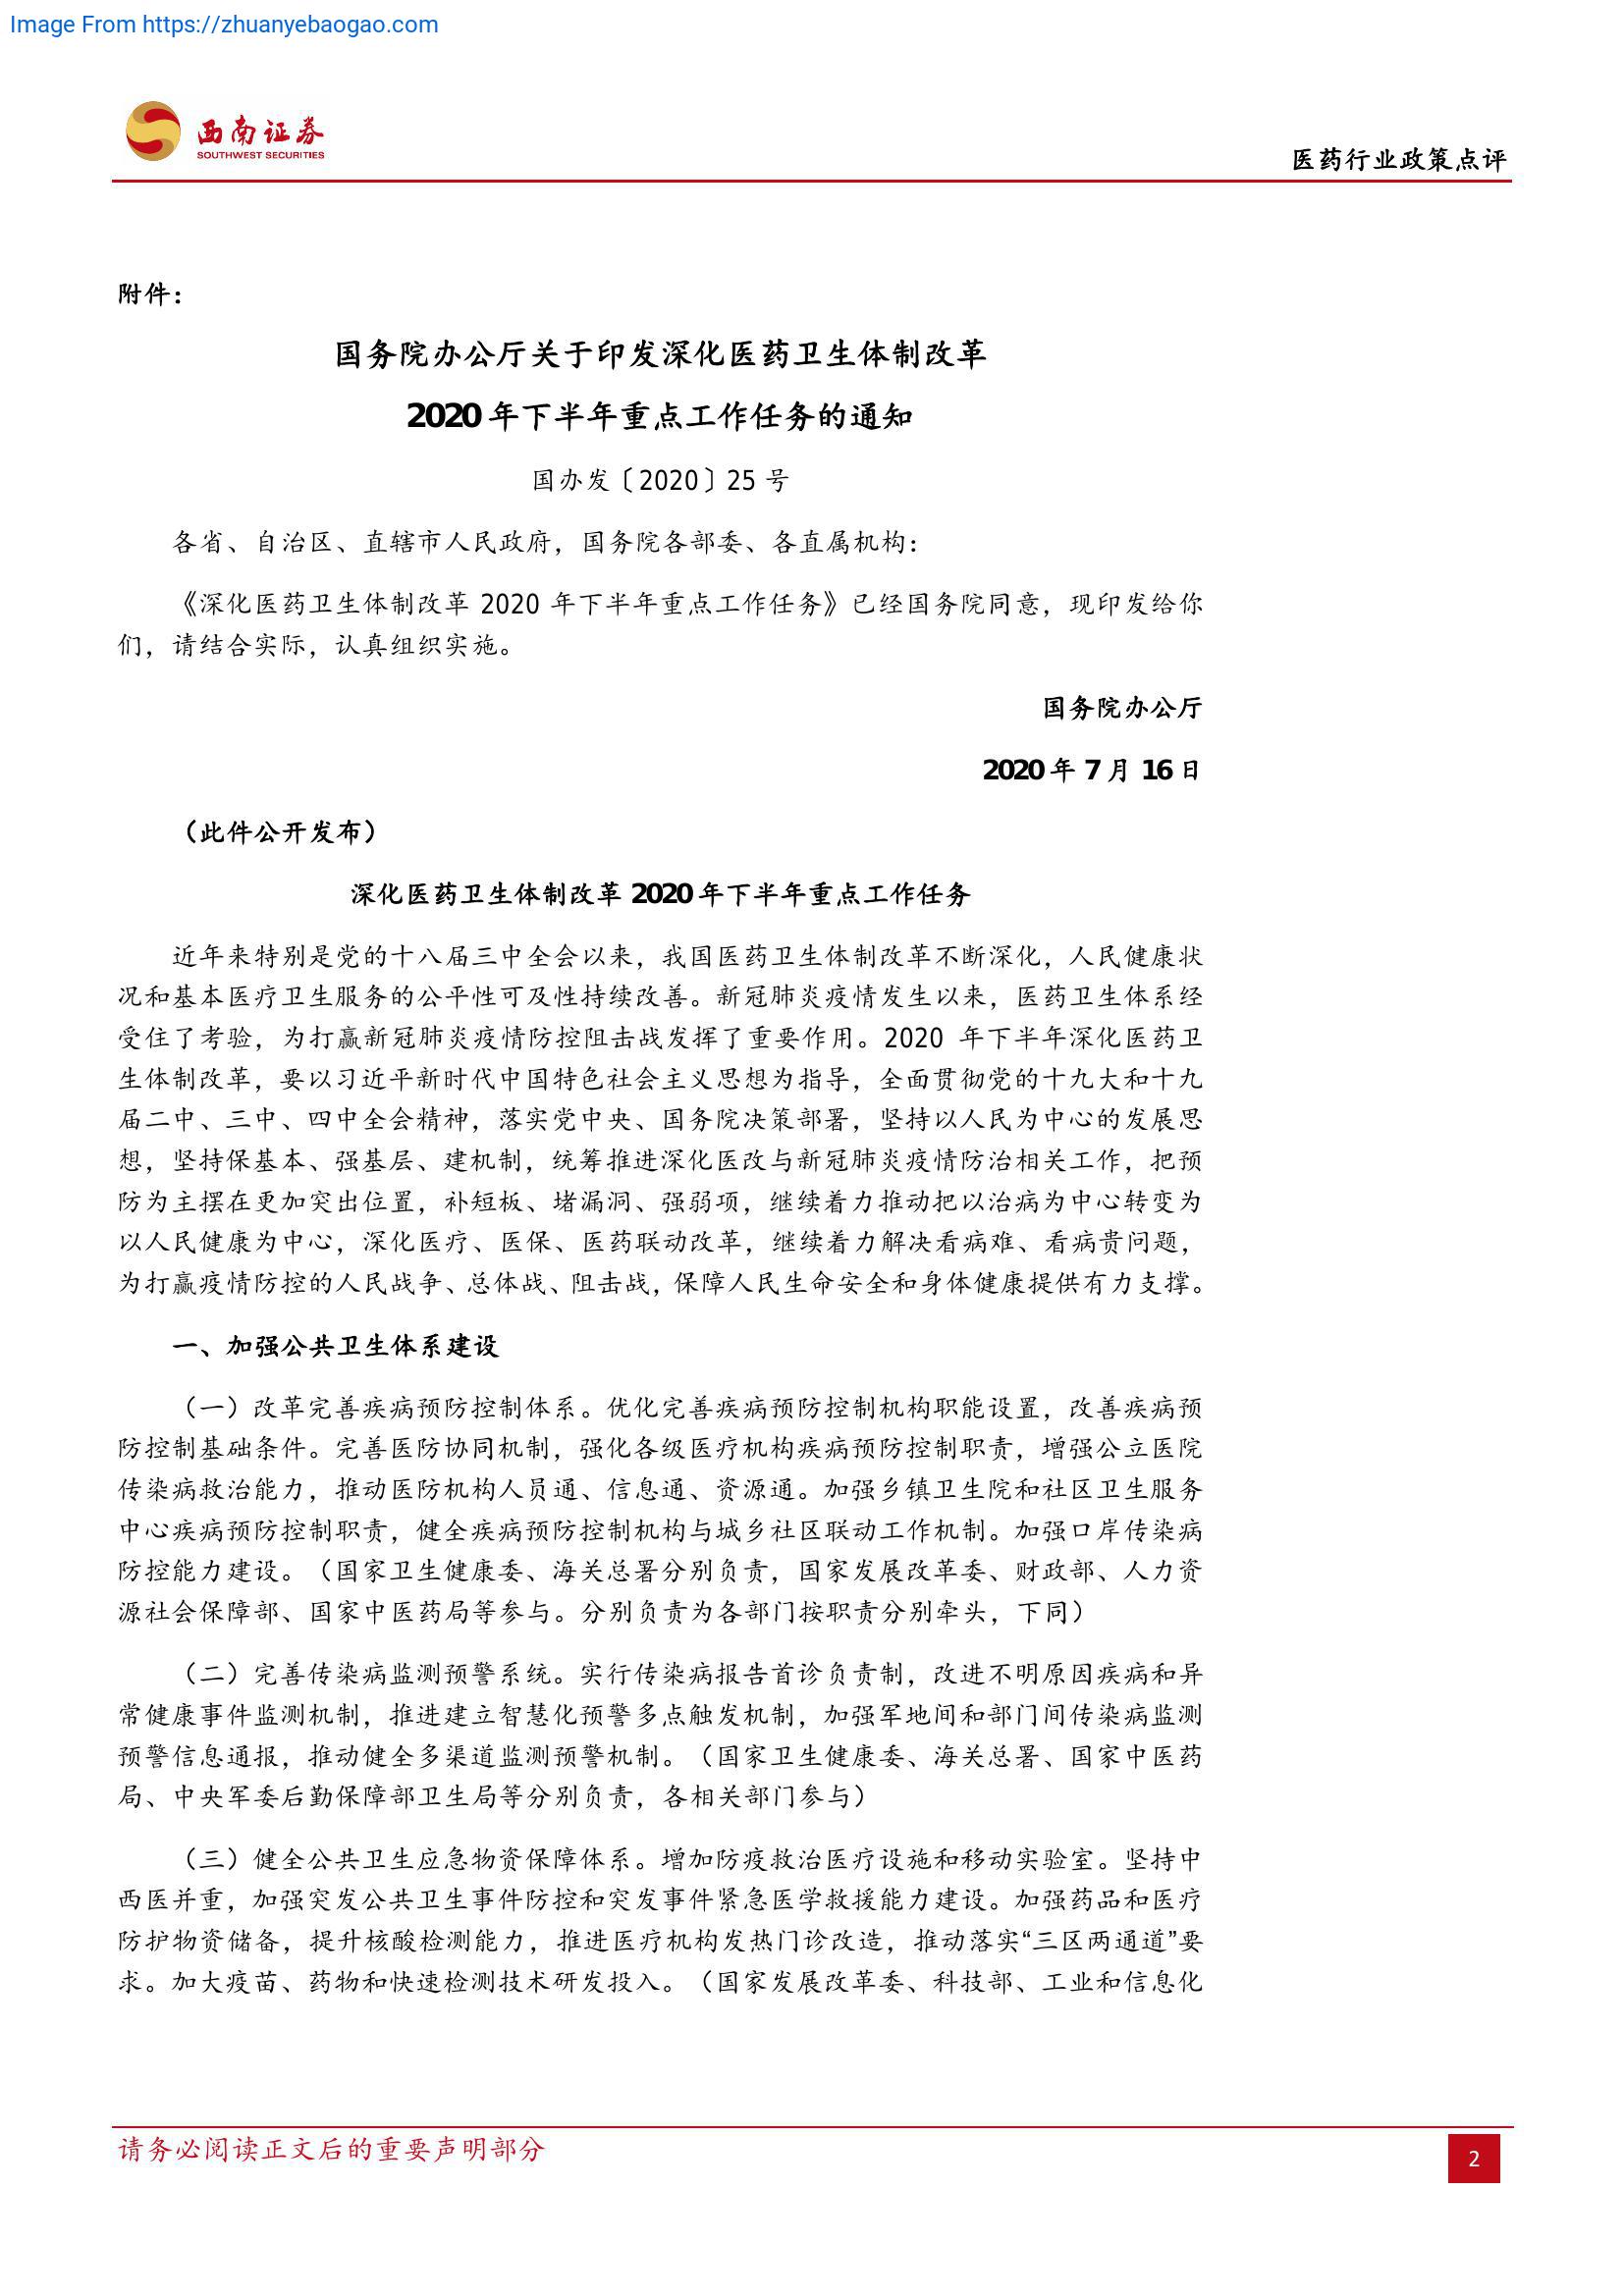 Image From https://zhuanyebaogao.com
西南证券
SOUTHWEST SECURITIES
医药行业政策点评
附件：
国务院办公厅关于印发深化医药卫生体制改革
2020 年下半年重点工作任务的通知
国办发〔2020〕25 号
各省、自治区、直辖市人民政府，国务院各部委、各直属机构：
《深化医药卫生体制改革 2020 年下半年重点工作任务》已经国务院同意，现印发给你
们，请结合实际，认真组织实施。
国务院办公厅
2020 年 7 月 16 日
（此件公开发布）
深化医药卫生体制改革 2020 年下半年重点工作任务
近年来特别是党的十八届三中全会以来，我国医药卫生体制改革不断深化，人民健康状
况和基本医疗卫生服务的公平性可及性持续改善。新冠肺炎疫情发生以来，医药卫生体系经
受住了考验，为打赢新冠肺炎疫情防控阻击战发挥了重要作用。2020 年下半年深化医药卫
生体制改革，要以习近平新时代中国特色社会主义思想为指导，全面贯彻党的十九大和十九
届二中、三中、四中全会精神，落实党中央、国务院决策部署，坚持以人民为中心的发展思
想，坚持保基本、强基层、建机制，统筹推进深化医改与新冠肺炎疫情防治相关工作，把预
防为主摆在更加突出位置，补短板、堵漏洞、强弱项，继续着力推动把以治病为中心转变为
以人民健康为中心，深化医疗、医保、医药联动改革，继续着力解决看病难、看病贵问题，
为打赢疫情防控的人民战争、总体战、阻击战，保障人民生命安全和身体健康提供有力支撑。
一、加强公共卫生体系建设
（一）改革完善疾病预防控制体系。优化完善疾病预防控制机构职能设置，改善疾病预
防控制基础条件。完善医防协同机制，强化各级医疗机构疾病预防控制职责，增强公立医院
传染病救治能力，推动医防机构人员通、信息通、资源通。加强乡镇卫生院和社区卫生服务
中心疾病预防控制职责，健全疾病预防控制机构与城乡社区联动工作机制。加强口岸传染病
防控能力建设。（国家卫生健康委、海关总署分别负责，国家发展改革委、财政部、人力资
源社会保障部、国家中医药局等参与。分别负责为各部门按职责分别牵头，下同）
（二）完善传染病监测预警系统。实行传染病报告首诊负责制，改进不明原因疾病和异
常健康事件监测机制，推进建立智慧化预警多点触发机制，加强军地间和部门间传染病监测
预警信息通报，推动健全多渠道监测预警机制。（国家卫生健康委、海关总署、国家中医药
局、中央军委后勤保障部卫生局等分别负责，各相关部门参与）
（三）健全公共卫生应急物资保障体系。增加防疫救治医疗设施和移动实验室。坚持中
西医并重，加强突发公共卫生事件防控和突发事件紧急医学救援能力建设。加强药品和医疗
防护物资储备，提升核酸检测能力，推进医疗机构发热门诊改造，推动落实“三区两通道”要
求。加大疫苗、药物和快速检测技术研发投入。（国家发展改革委、科技部、工业和信息化
请务必阅读正文后的重要声明部分
2